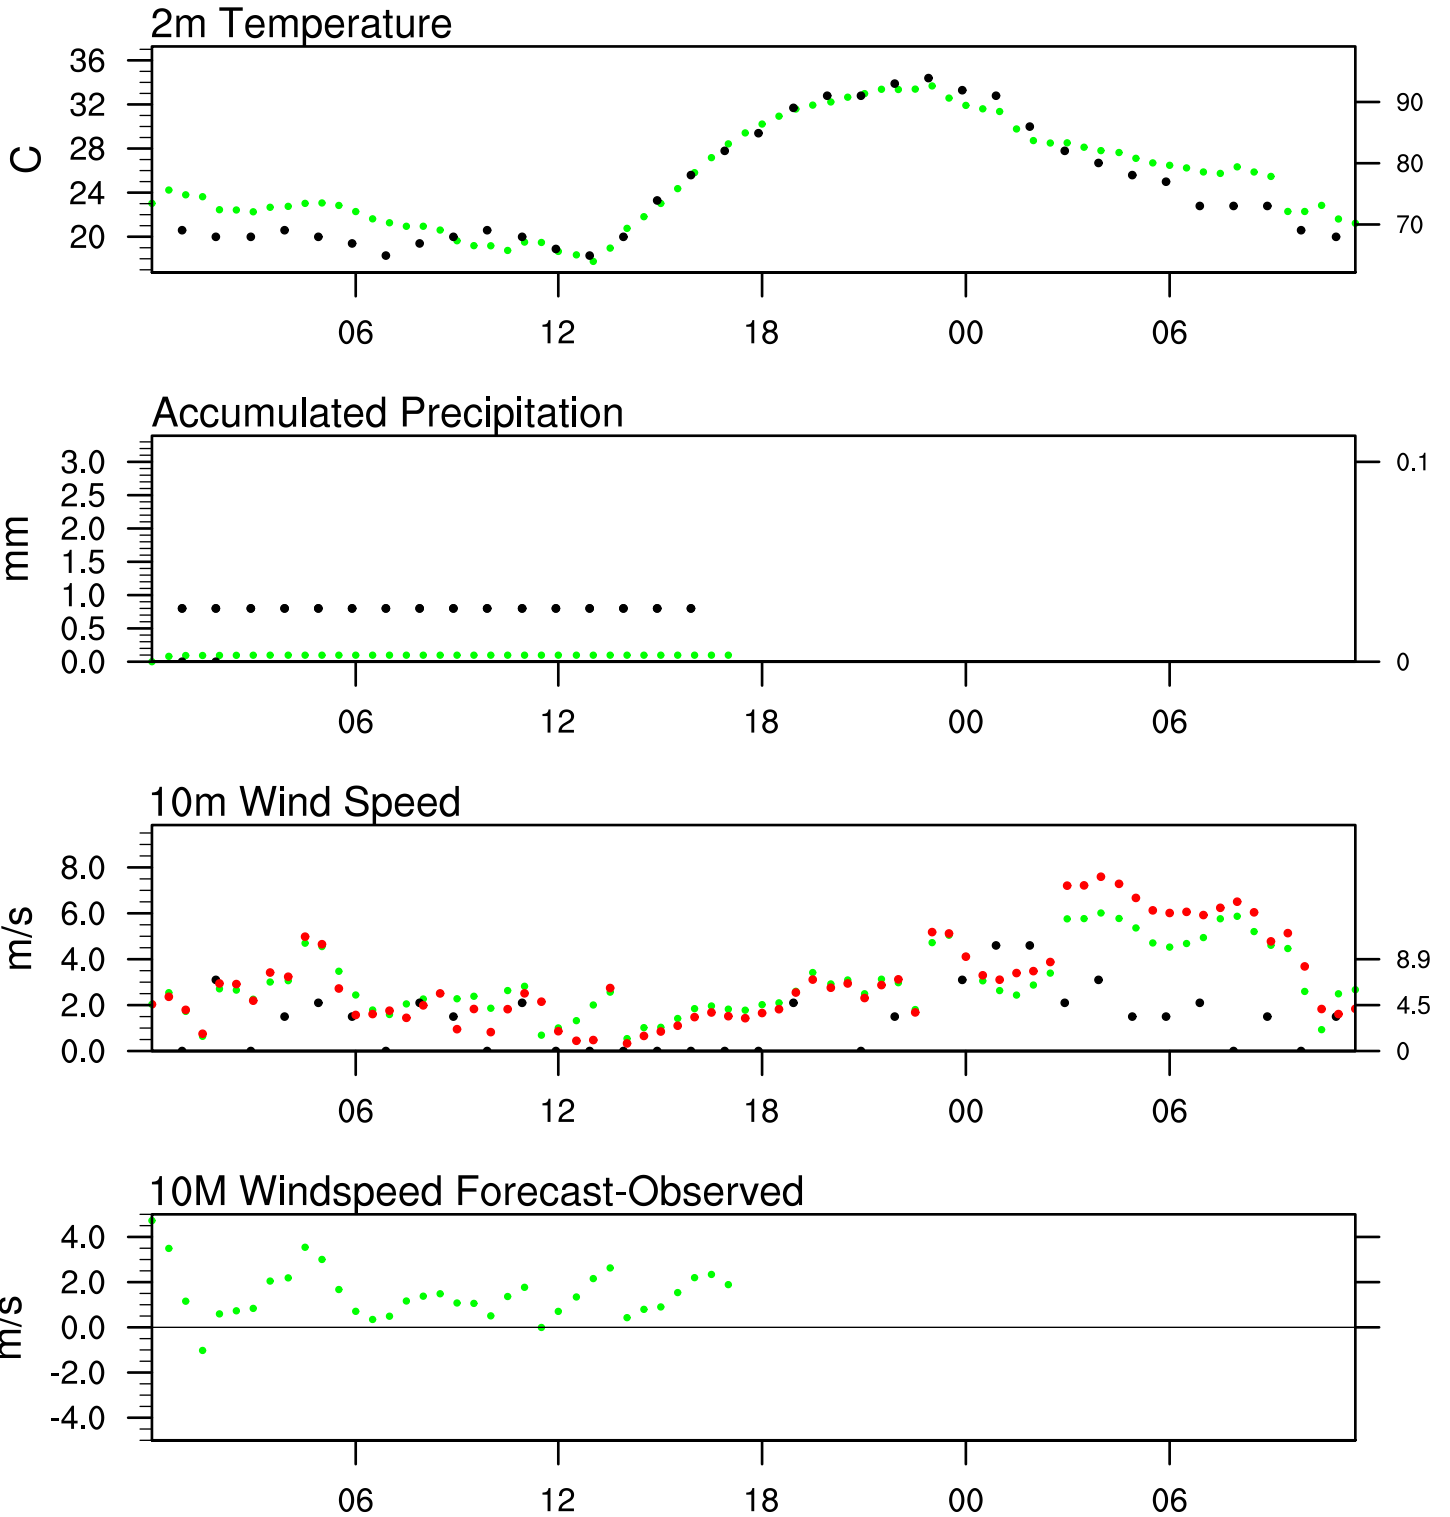 2m Temperature
36
32
28
24
20
C
90
80
70
06 12 18 00 06
Accumulated Precipitation
3.0
2.5
2.0
1.5
1.0
0.5
0.0
mm
0.1
0
06 12 18 00 06
10m Wind Speed
8.0
6.0
4.0
2.0
0.0
m/s
8.9
4.5
0
06 12 18 00 06
10M Windspeed Forecast-Observed
4.0
2.0
0.0
-2.0
-4.0
m/s
06 12 18 00 06